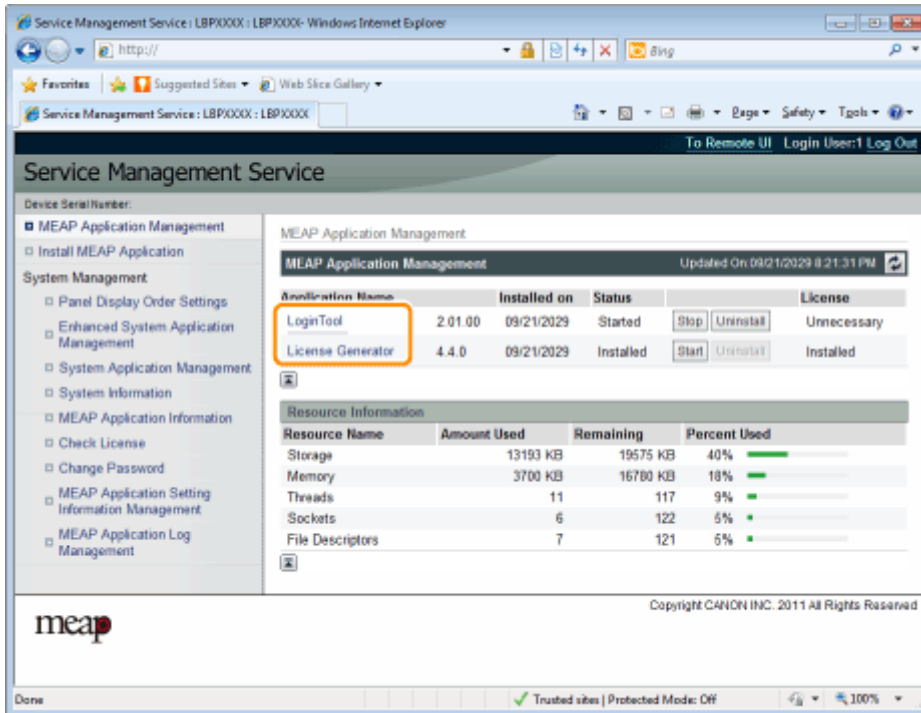 Service Management Service : LBPXXXX : LBPXXXX- Windows Internet Explorer
http://
Bing
Favorites Suggested Sites Web Slice Gallery
Service Management Service : LBPXXXX : LBPXXXX Page Safety Tools
To Remote UI Login User:1 Log Out
Service Management Service
Device Serial Number:
MEAP Application Management
Install MEAP Application
System Management
Panel Display Order Settings
Enhanced System Application
Management
System Application Management
System Information
MEAP Application Information
Check License
Change Password
MEAP Application Setting
Information Management
MEAP Application Log
Management
MEAP Application Management
MEAP Application Management Updated On:09/21/2029 8:21:31 PM
Application Name Installed on Status License
LoginTool 2.01.00 09/21/2029 Started Stop Uninstall Unnecessary
License Generator 4.4.0 09/21/2029 Installed Start Uninstall Installed
Resource Information
Resource Name Amount Used Remaining Percent Used
Storage 13193 KB 19575 KB 40%
Memory 3700 KB 16780 KB 18%
Threads 11 117 9%
Sockets 6 122 5%
File Descriptors 7 121 6%
Copyright CANON INC. 2011 All Rights Reserved
meap
Done Trusted sites | Protected Mode: Off 100%